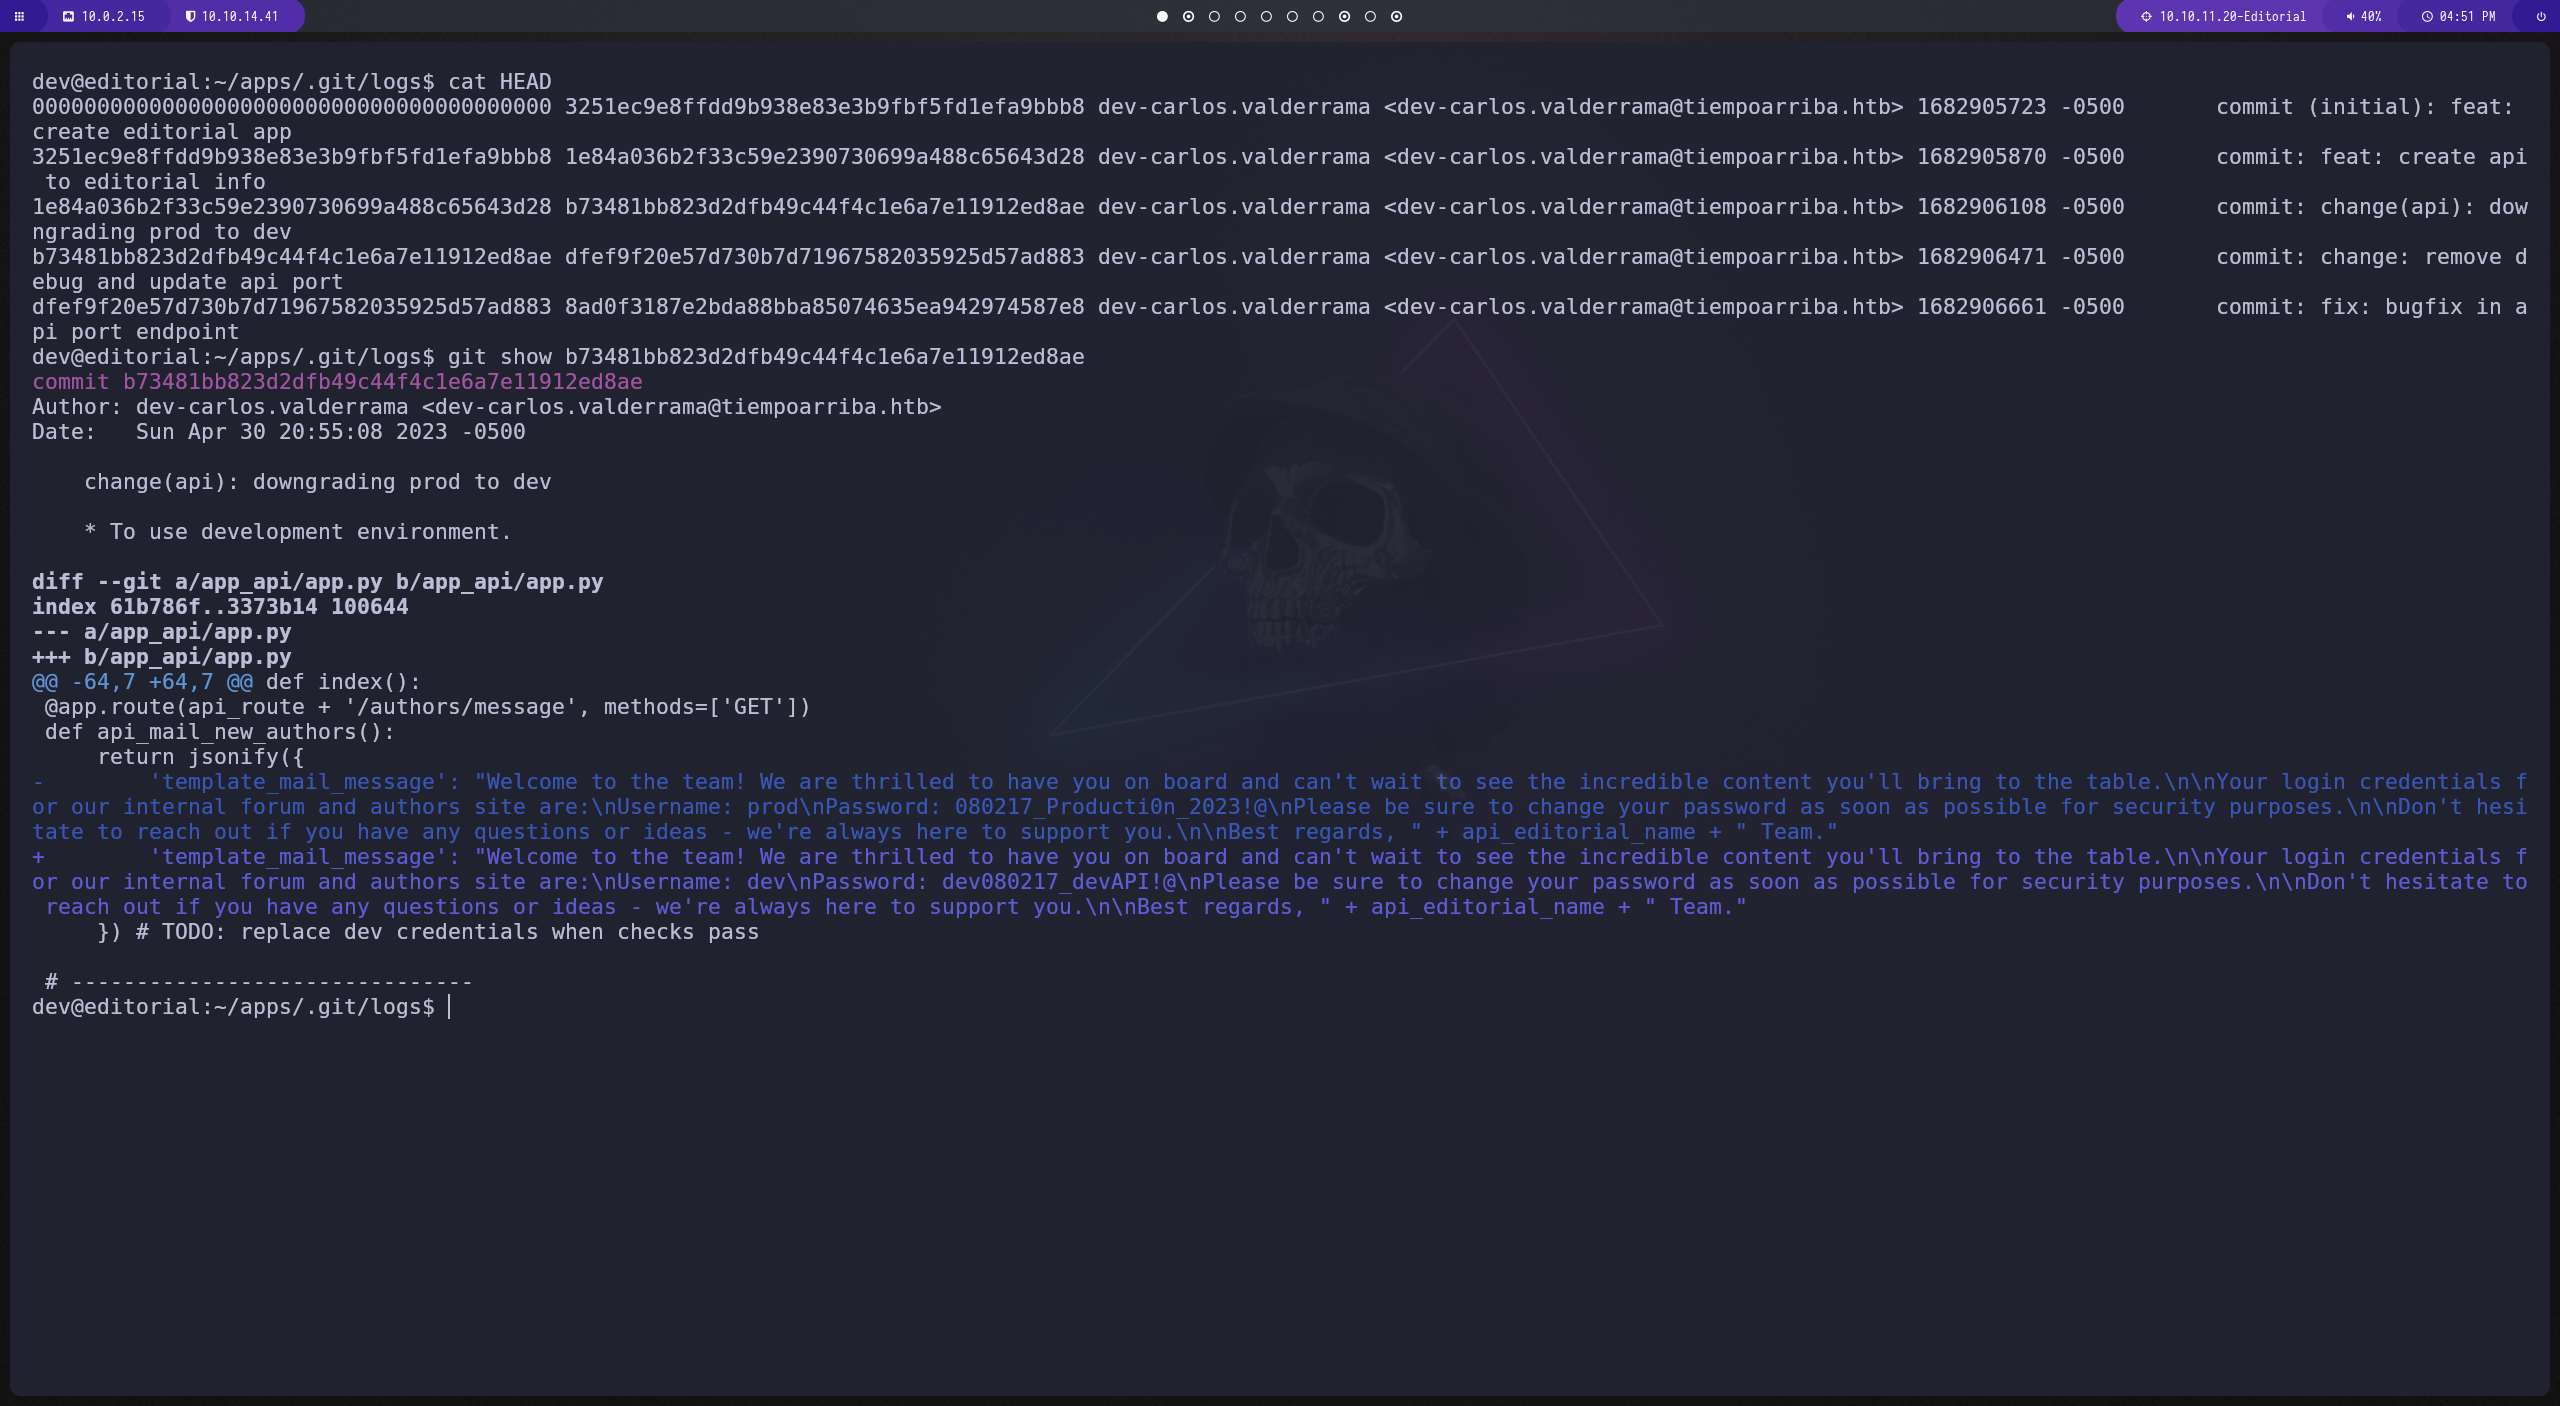 10.0.2.15 10.10.14.41 10.10.11.20-Editorial 40% 04:51 PM
dev@editorial:~/apps/.git/logs$ cat HEAD
0000000000000000000000000000000000000000 3251ec9e8ffdd9b938e83e3b9fbf5fd1efa9bbb8 dev-carlos.valderrama <dev-carlos.valderrama@tiempoarriba.htb> 1682905723 -0500       commit (initial): feat:
create editorial app
3251ec9e8ffdd9b938e83e3b9fbf5fd1efa9bbb8 1e84a036b2f33c59e2390730699a488c65643d28 dev-carlos.valderrama <dev-carlos.valderrama@tiempoarriba.htb> 1682905870 -0500       commit: feat: create api
 to editorial info
1e84a036b2f33c59e2390730699a488c65643d28 b73481bb823d2dfb49c44f4c1e6a7e11912ed8ae dev-carlos.valderrama <dev-carlos.valderrama@tiempoarriba.htb> 1682906108 -0500       commit: change(api): dow
ngrading prod to dev
b73481bb823d2dfb49c44f4c1e6a7e11912ed8ae dfef9f20e57d730b7d71967582035925d57ad883 dev-carlos.valderrama <dev-carlos.valderrama@tiempoarriba.htb> 1682906471 -0500       commit: change: remove d
ebug and update api port
dfef9f20e57d730b7d71967582035925d57ad883 8ad0f3187e2bda88bba85074635ea942974587e8 dev-carlos.valderrama <dev-carlos.valderrama@tiempoarriba.htb> 1682906661 -0500       commit: fix: bugfix in a
pi port endpoint
dev@editorial:~/apps/.git/logs$ git show b73481bb823d2dfb49c44f4c1e6a7e11912ed8ae
commit b73481bb823d2dfb49c44f4c1e6a7e11912ed8ae
Author: dev-carlos.valderrama <dev-carlos.valderrama@tiempoarriba.htb>
Date:   Sun Apr 30 20:55:08 2023 -0500
    change(api): downgrading prod to dev
    * To use development environment.
diff --git a/app_api/app.py b/app_api/app.py
index 61b786f..3373b14 100644
--- a/app_api/app.py
+++ b/app_api/app.py
@@ -64,7 +64,7 @@ def index():
 @app.route(api_route + '/authors/message', methods=['GET'])
 def api_mail_new_authors():
     return jsonify({
-        'template_mail_message': "Welcome to the team! We are thrilled to have you on board and can't wait to see the incredible content you'll bring to the table.\n\nYour login credentials f
or our internal forum and authors site are:\nUsername: prod\nPassword: 080217_Producti0n_2023!@\nPlease be sure to change your password as soon as possible for security purposes.\n\nDon't hesi
tate to reach out if you have any questions or ideas - we're always here to support you.\n\nBest regards, " + api_editorial_name + " Team."
+        'template_mail_message': "Welcome to the team! We are thrilled to have you on board and can't wait to see the incredible content you'll bring to the table.\n\nYour login credentials f
or our internal forum and authors site are:\nUsername: dev\nPassword: dev080217_devAPI!@\nPlease be sure to change your password as soon as possible for security purposes.\n\nDon't hesitate to
 reach out if you have any questions or ideas - we're always here to support you.\n\nBest regards, " + api_editorial_name + " Team."
     }) # TODO: replace dev credentials when checks pass
 # -------------------------------
dev@editorial:~/apps/.git/logs$